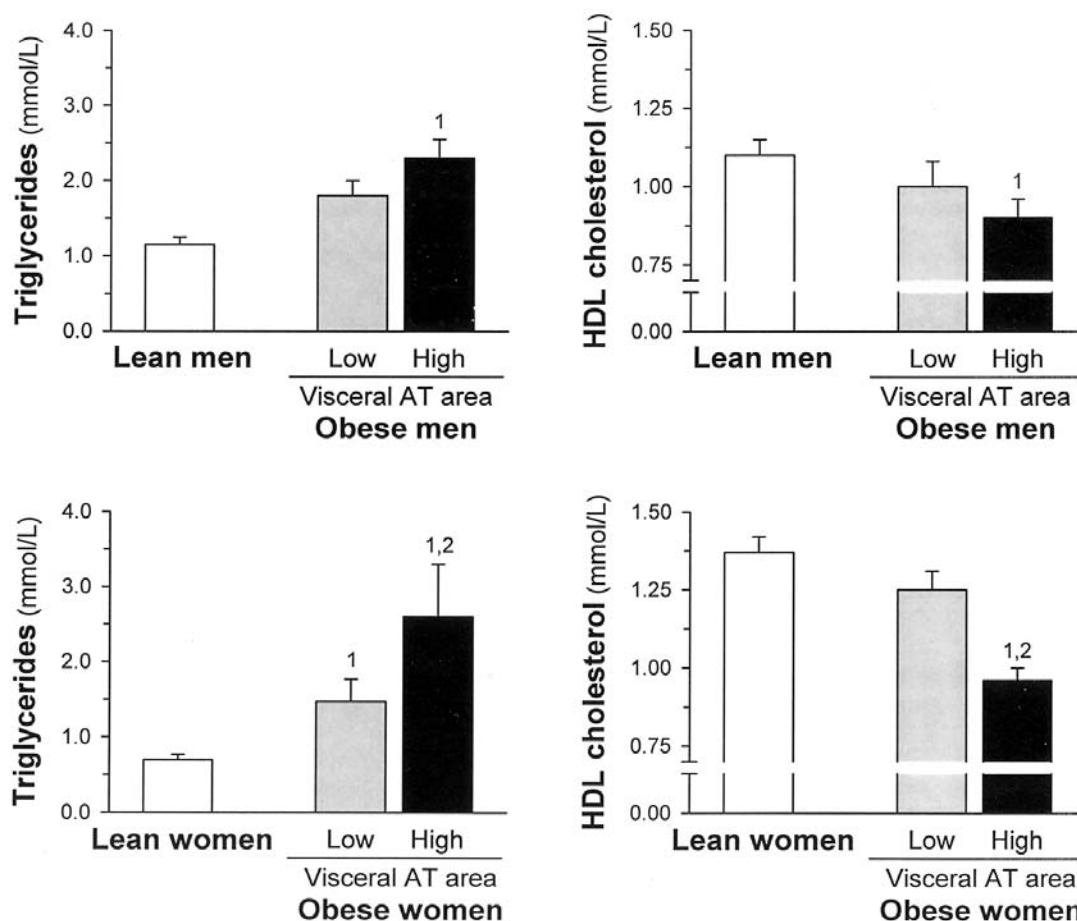 Triglycerides (mmol/L)
4.0
3.0
2.0
1.0
0.0
1
Lean men
Low
High
Visceral AT area
Obese men
HDL cholesterol (mmol/L)
1.50
1.25
1.00
0.75
0.00
1
Lean men
Low
High
Visceral AT area
Obese men
Triglycerides (mmol/L)
4.0
3.0
2.0
1.0
0.0
1
1,2
Lean women
Low
High
Visceral AT area
Obese women
HDL cholesterol (mmol/L)
1.50
1.25
1.00
0.75
0.00
1,2
Lean women
Low
High
Visceral AT area
Obese women